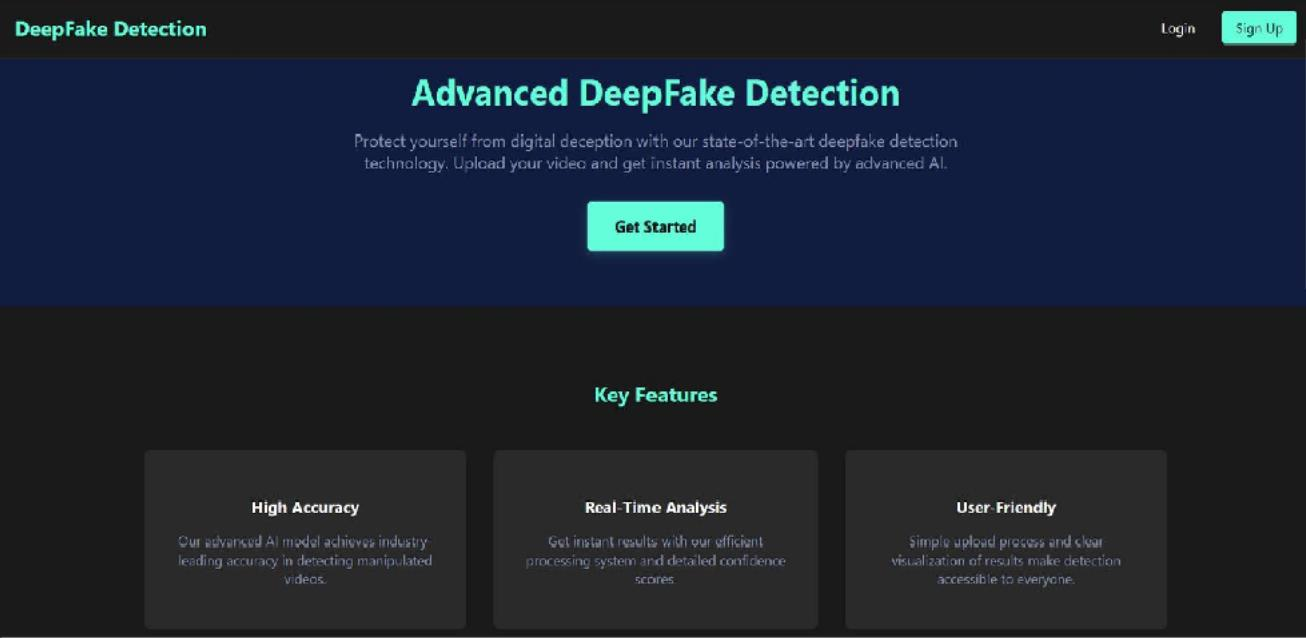 DeepFake Detection
Login
Sign Up
Advanced DeepFake Detection
Protect yourself from digital deception with our state-of-the-art deepfake detection
technology. Upload your video and get instant analysis powered by advanced AI.
Get Started
Key Features
High Accuracy
Our advanced AI model achieves industry-
leading accuracy in detecting manipulated
videos.
Real-Time Analysis
Get instant results with our efficient
processing system and detailed confidence
scores.
User-Friendly
Simple upload process and clear
visualization of results make detection
accessible to everyone.